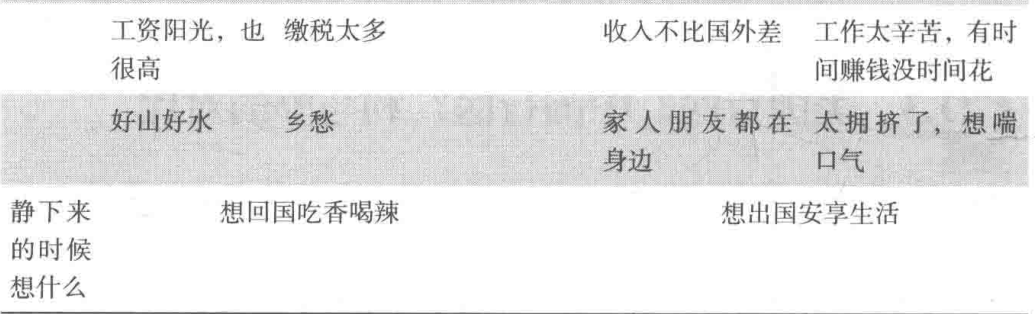 工资阳光，也 缴税太多 收入不比国外差 工作太辛苦，有时
很高 间赚钱没时间花
好山好水 乡愁 家人朋友都在 太拥挤了，想喘
身边 口气
静下来 想回国吃香喝辣 想出国安享生活
的时候
想什么